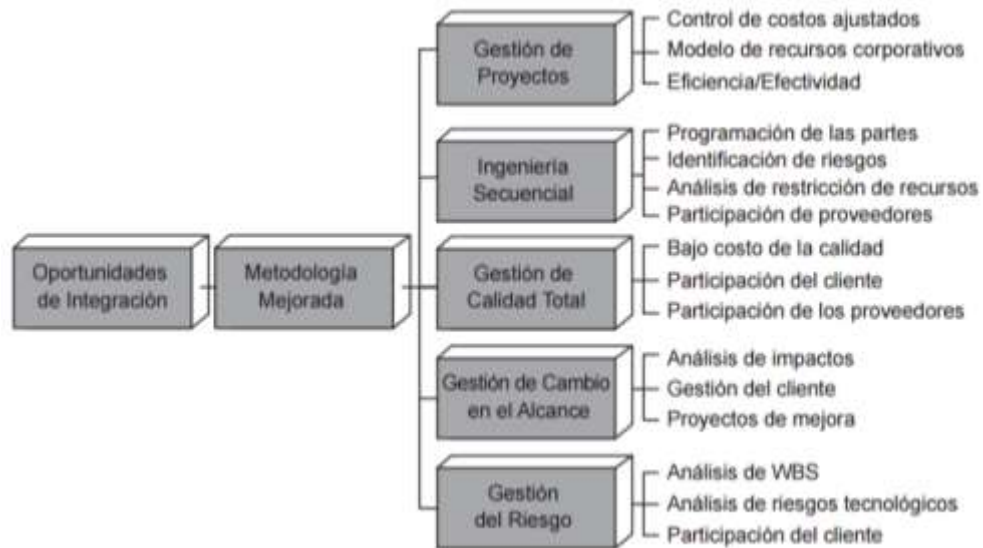 Oportunidades
de Integración
Metodología
Mejorada
Gestión de
Proyectos
Control de costos ajustados
Modelo de recursos corporativos
Eficiencia/Efectividad
Ingeniería
Secuencial
Programación de las partes
Identificación de riesgos
Análisis de restricción de recursos
Participación de proveedores
Gestión de
Calidad Total
Bajo costo de la calidad
Participación del cliente
Participación de los proveedores
Gestión de Cambio
en el Alcance
Análisis de impactos
Gestión del cliente
Proyectos de mejora
Gestión
del Riesgo
Análisis de WBS
Análisis de riesgos tecnológicos
Participación del cliente